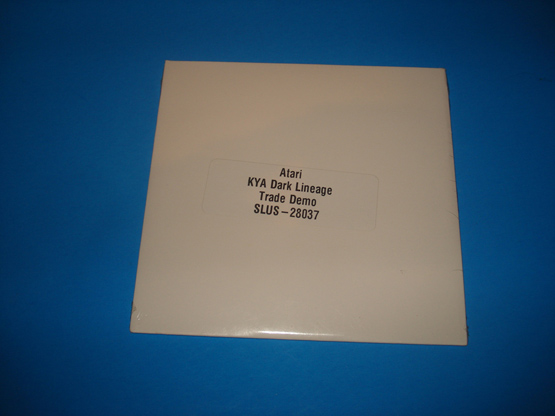 Atari
KYA Dark Lineage
Trade Demo
SLUS-28037